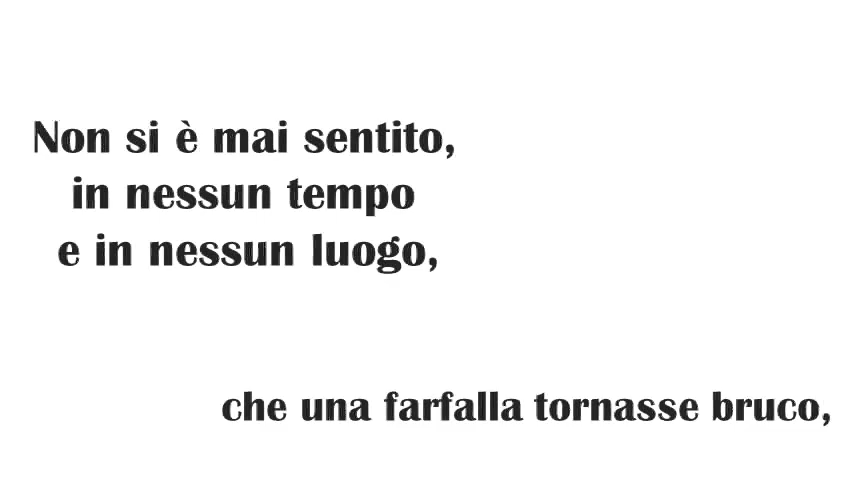 Non si è mai sentito,
in nessun tempo
e in nessun luogo,
che una farfalla tornasse bruco,